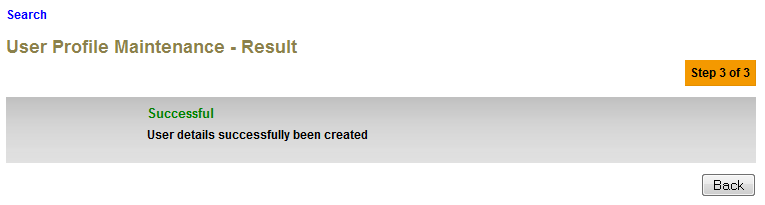 Search
User Profile Maintenance - Result
Step 3 of 3
Successful
User details successfully been created
Back